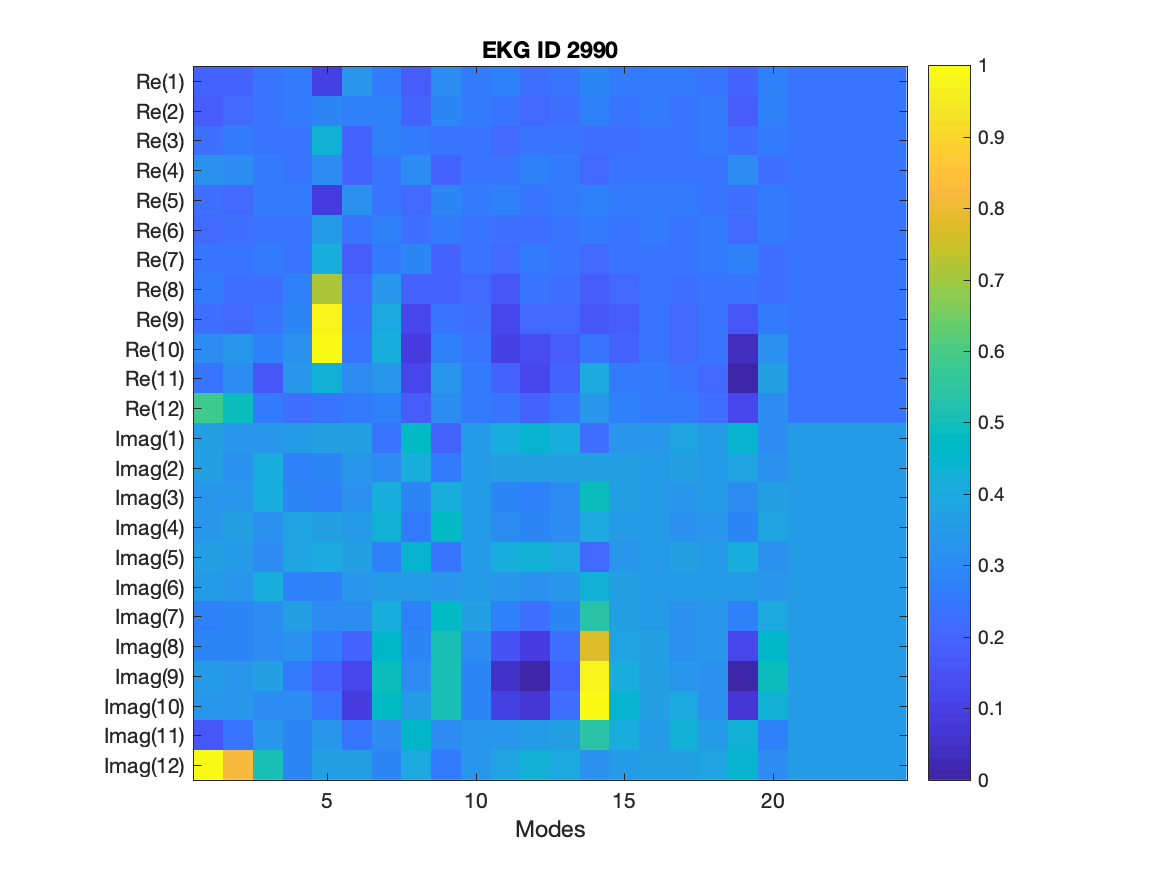 EKG ID 2990
Re(1)
Re(2)
Re(3)
Re(4)
Re(5)
Re(6)
Re(7)
Re(8)
Re(9)
Re(10)
Re(11)
Re(12)
Imag(1)
Imag(2)
Imag(3)
Imag(4)
Imag(5)
Imag(6)
Imag(7)
Imag(8)
Imag(9)
Imag(10)
Imag(11)
Imag(12)
5 10 15 20
Modes
1
0.9
0.8
0.7
0.6
0.5
0.4
0.3
0.2
0.1
0